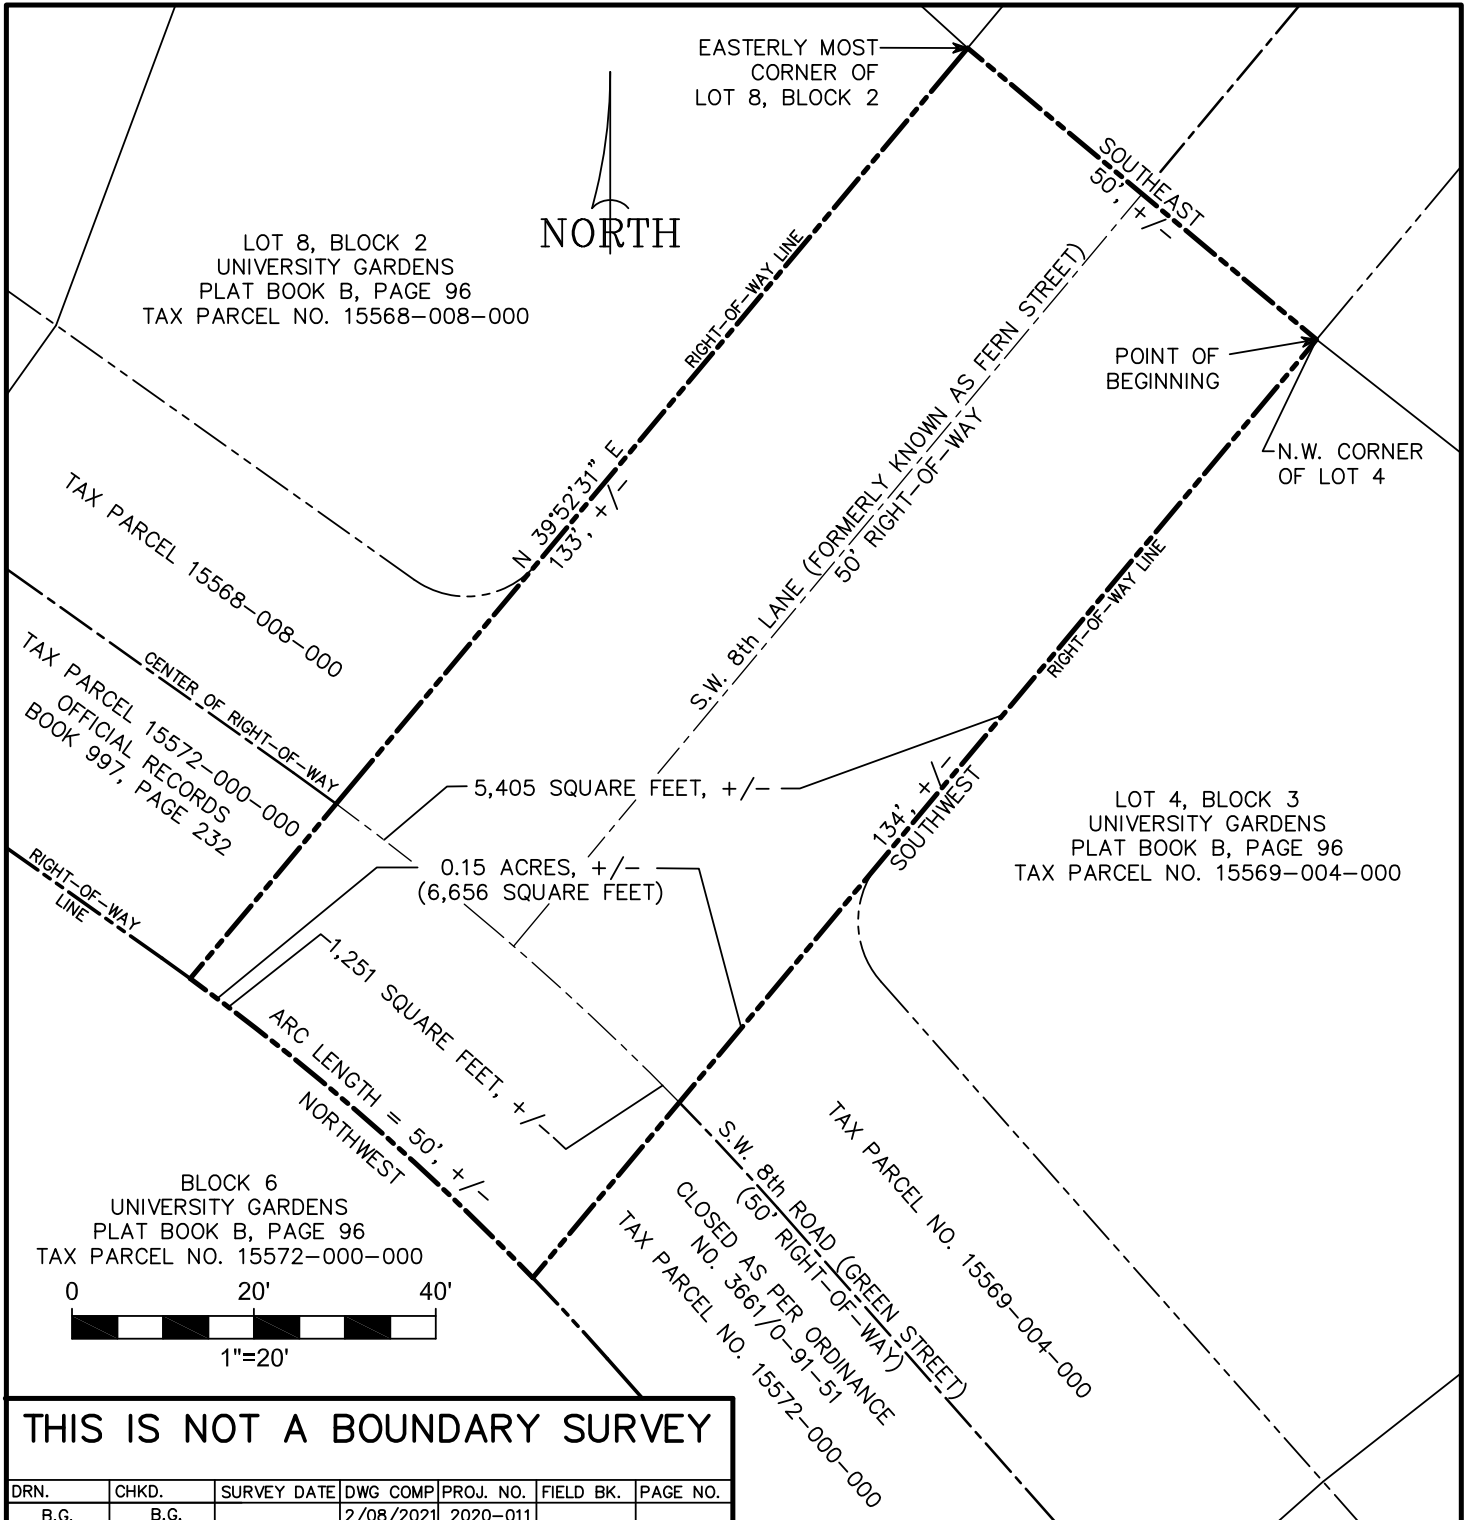 EASTERLY MOST
CORNER OF
LOT 8, BLOCK 2
NORTH
SOUTHEAST
50', +/-
LOT 8, BLOCK 2
UNIVERSITY GARDENS
PLAT BOOK B, PAGE 96
TAX PARCEL NO. 15568-008-000
RIGHT-OF-WAY LINE
POINT OF
BEGINNING
N.W. CORNER
OF LOT 4
N 39°52'31" E
133', +/-
S.W. 8th LANE (FORMERLY KNOWN AS FERN STREET)
50' RIGHT-OF-WAY
RIGHT-OF-WAY LINE
TAX PARCEL 15568-008-000
CENTER OF RIGHT-OF-WAY
TAX PARCEL 15572-000-000
OFFICIAL RECORDS
BOOK 997, PAGE 232
RIGHT-OF-WAY
LINE
5,405 SQUARE FEET, +/-
134', +/-
SOUTHWEST
LOT 4, BLOCK 3
UNIVERSITY GARDENS
PLAT BOOK B, PAGE 96
TAX PARCEL NO. 15569-004-000
0.15 ACRES, +/-
(6,656 SQUARE FEET)
1,251 SQUARE FEET, +/-
ARC LENGTH = 50', +/-
NORTHWEST
BLOCK 6
UNIVERSITY GARDENS
PLAT BOOK B, PAGE 96
TAX PARCEL NO. 15572-000-000
S.W. 8th ROAD (GREEN STREET)
(50' RIGHT-OF-WAY)
CLOSED AS PER ORDINANCE
NO. 3661/0-91-51
TAX PARCEL NO. 15572-000-000
TAX PARCEL NO. 15569-004-000
0 20' 40'
1"=20'
THIS IS NOT A BOUNDARY SURVEY
DRN. CHKD. SURVEY DATE DWG COMP PROJ. NO. FIELD BK. PAGE NO.
B.G. B.G. 2/08/2021 2020-011